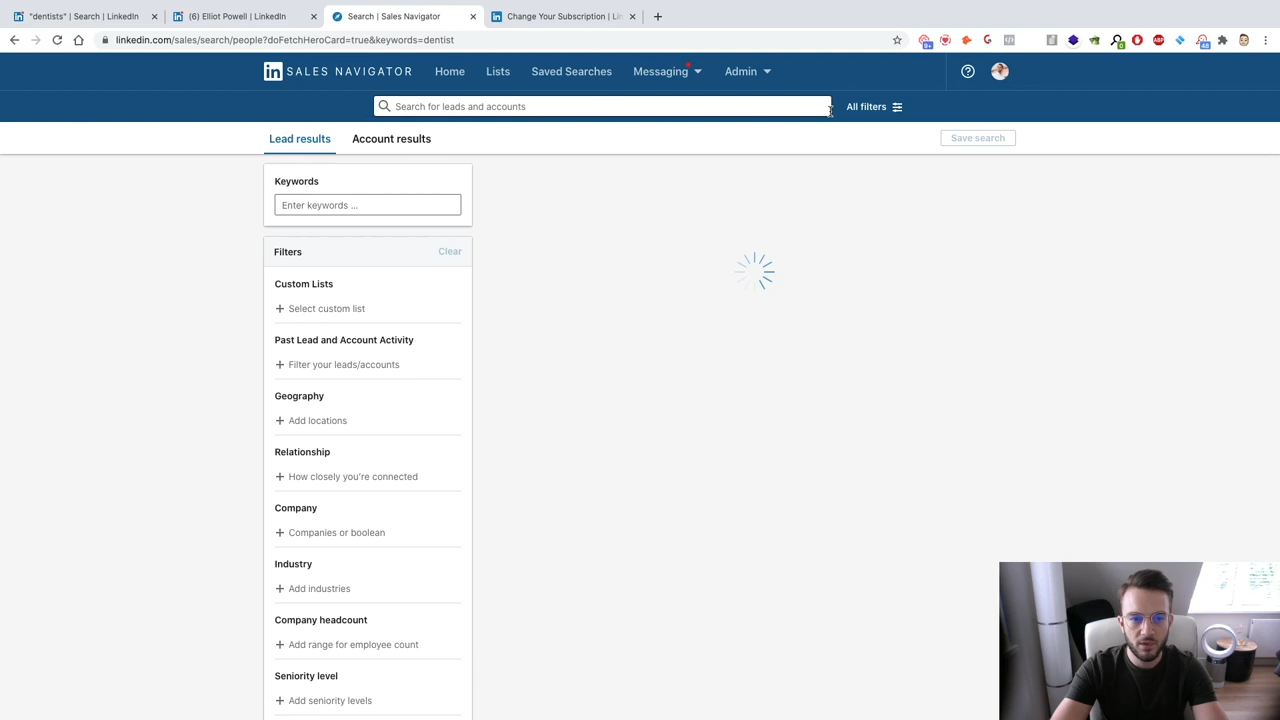 "dentists" | Search | LinkedIn
(6) Elliot Powell | LinkedIn
Search | Sales Navigator
Change Your Subscription | Lin
linkedin.com/sales/search/people?doFetchHeroCard=true&keywords=dentist
in SALES NAVIGATOR
Home
Lists
Saved Searches
Messaging
Admin
Search for leads and accounts
All filters
Lead results
Account results
Save search
Keywords
Enter keywords ...
Filters
Clear
Custom Lists
+ Select custom list
Past Lead and Account Activity
+ Filter your leads/accounts
Geography
+ Add locations
Relationship
+ How closely you're connected
Company
+ Companies or boolean
Industry
+ Add industries
Company headcount
+ Add range for employee count
Seniority level
+ Add seniority levels